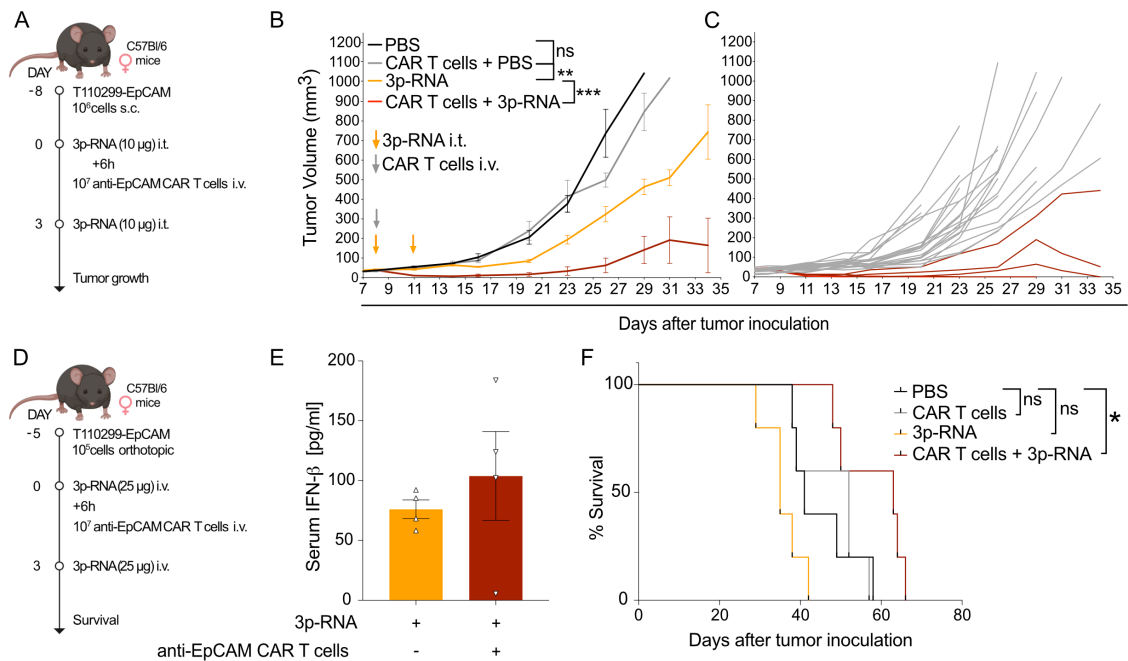 A
C57Bl/6
mice
DAY
-8
T110299-EpCAM
10⁶cells s.c.
0
3p-RNA (10 µg) i.t.
+6h
10⁷ anti-EpCAM CAR T cells i.v.
3
3p-RNA (10 µg) i.t.
Tumor growth
B
Tumor Volume (mm³)
1200
1100
1000
900
800
700
600
500
400
300
200
100
0
PBS
CAR T cells + PBS
3p-RNA
CAR T cells + 3p-RNA
ns
**
***
3p-RNA i.t.
CAR T cells i.v.
7 9 11 13 15 17 19 21 23 25 27 29 31 33 35
C
1200
1100
1000
900
800
700
600
500
400
300
200
100
0
7 9 11 13 15 17 19 21 23 25 27 29 31 33 35
Days after tumor inoculation
D
C57Bl/6
mice
DAY
-5
T110299-EpCAM
10⁵cells orthotopic
0
3p-RNA (25 µg) i.v.
+6h
10⁷ anti-EpCAM CAR T cells i.v.
3
3p-RNA (25 µg) i.v.
Survival
E
Serum IFN-β [pg/ml]
200
150
100
50
0
3p-RNA + +
anti-EpCAM CAR T cells - +
F
% Survival
100
50
0
PBS
CAR T cells
3p-RNA
CAR T cells + 3p-RNA
ns
ns
*
0 20 40 60 80
Days after tumor inoculation